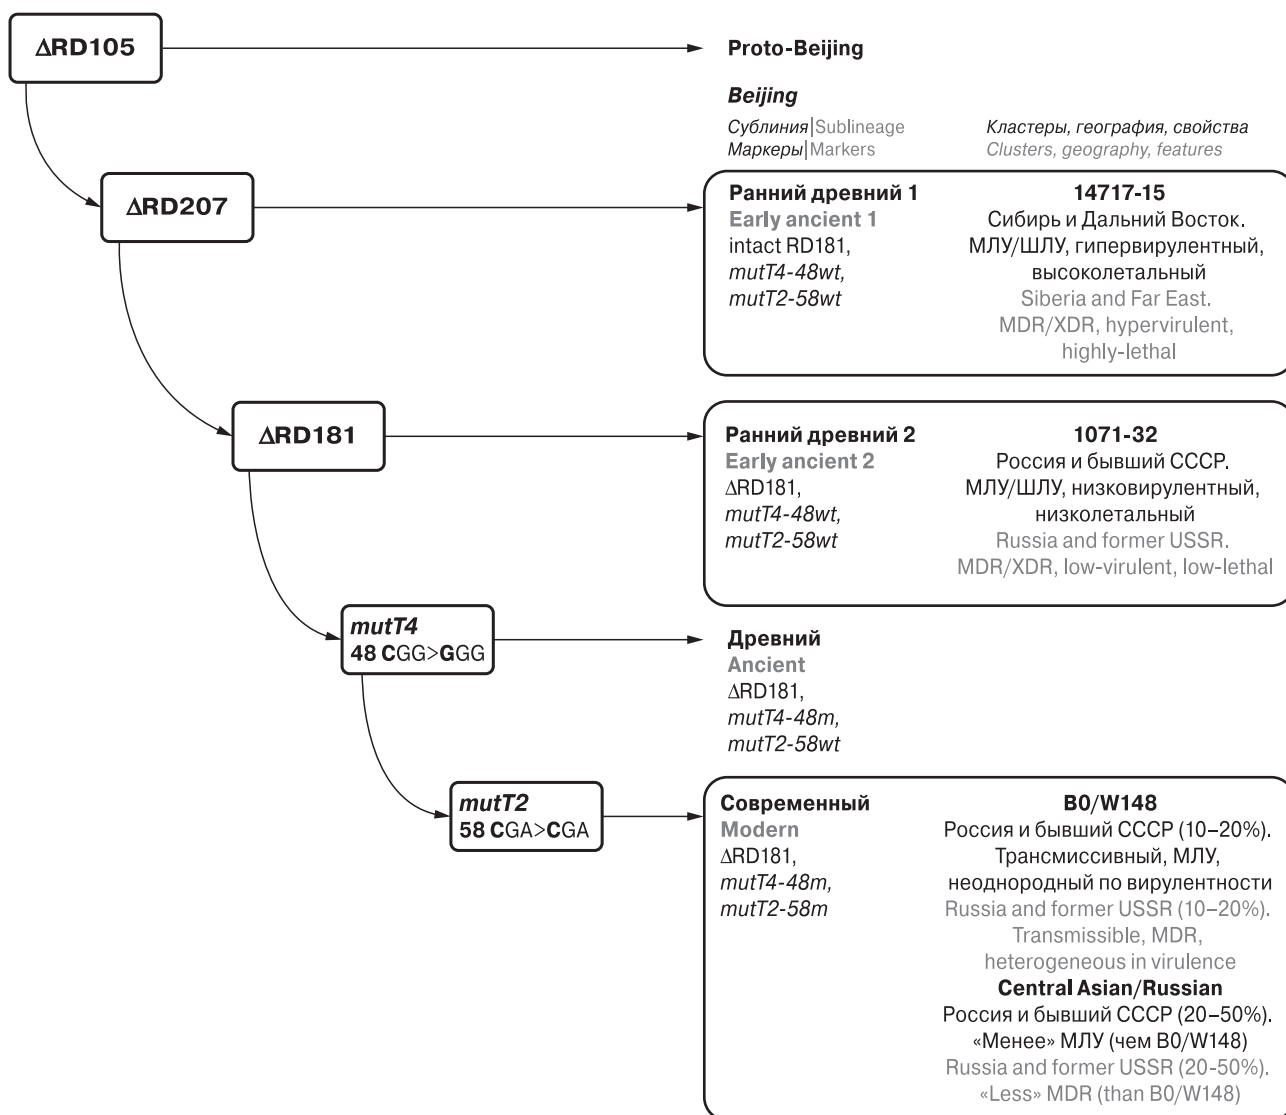 ΔRD105
Proto-Beijing
Beijing
Сублиния|Sublineage
Маркеры|Markers
Кластеры, география, свойства
Clusters, geography, features
ΔRD207
Ранний древний 1
Early ancient 1
intact RD181,
mutT4-48wt,
mutT2-58wt
14717-15
Сибирь и Дальний Восток.
МЛУ/ШЛУ, гипервирулентный,
высоколетальный
Siberia and Far East.
MDR/XDR, hypervirulent,
highly-lethal
ΔRD181
Ранний древний 2
Early ancient 2
ΔRD181,
mutT4-48wt,
mutT2-58wt
1071-32
Россия и бывший СССР.
МЛУ/ШЛУ, низковирулентный,
низколетальный
Russia and former USSR.
MDR/XDR, low-virulent, low-lethal
mutT4
48 CGG>GGG
Древний
Ancient
ΔRD181,
mutT4-48m,
mutT2-58wt
mutT2
58 CGA>CGA
Современный
Modern
ΔRD181,
mutT4-48m,
mutT2-58m
B0/W148
Россия и бывший СССР (10–20%).
Трансмиссивный, МЛУ,
неоднородный по вирулентности
Russia and former USSR (10–20%).
Transmissible, MDR,
heterogeneous in virulence
Central Asian/Russian
Россия и бывший СССР (20–50%).
«Менее» МЛУ (чем B0/W148)
Russia and former USSR (20-50%).
«Less» MDR (than B0/W148)